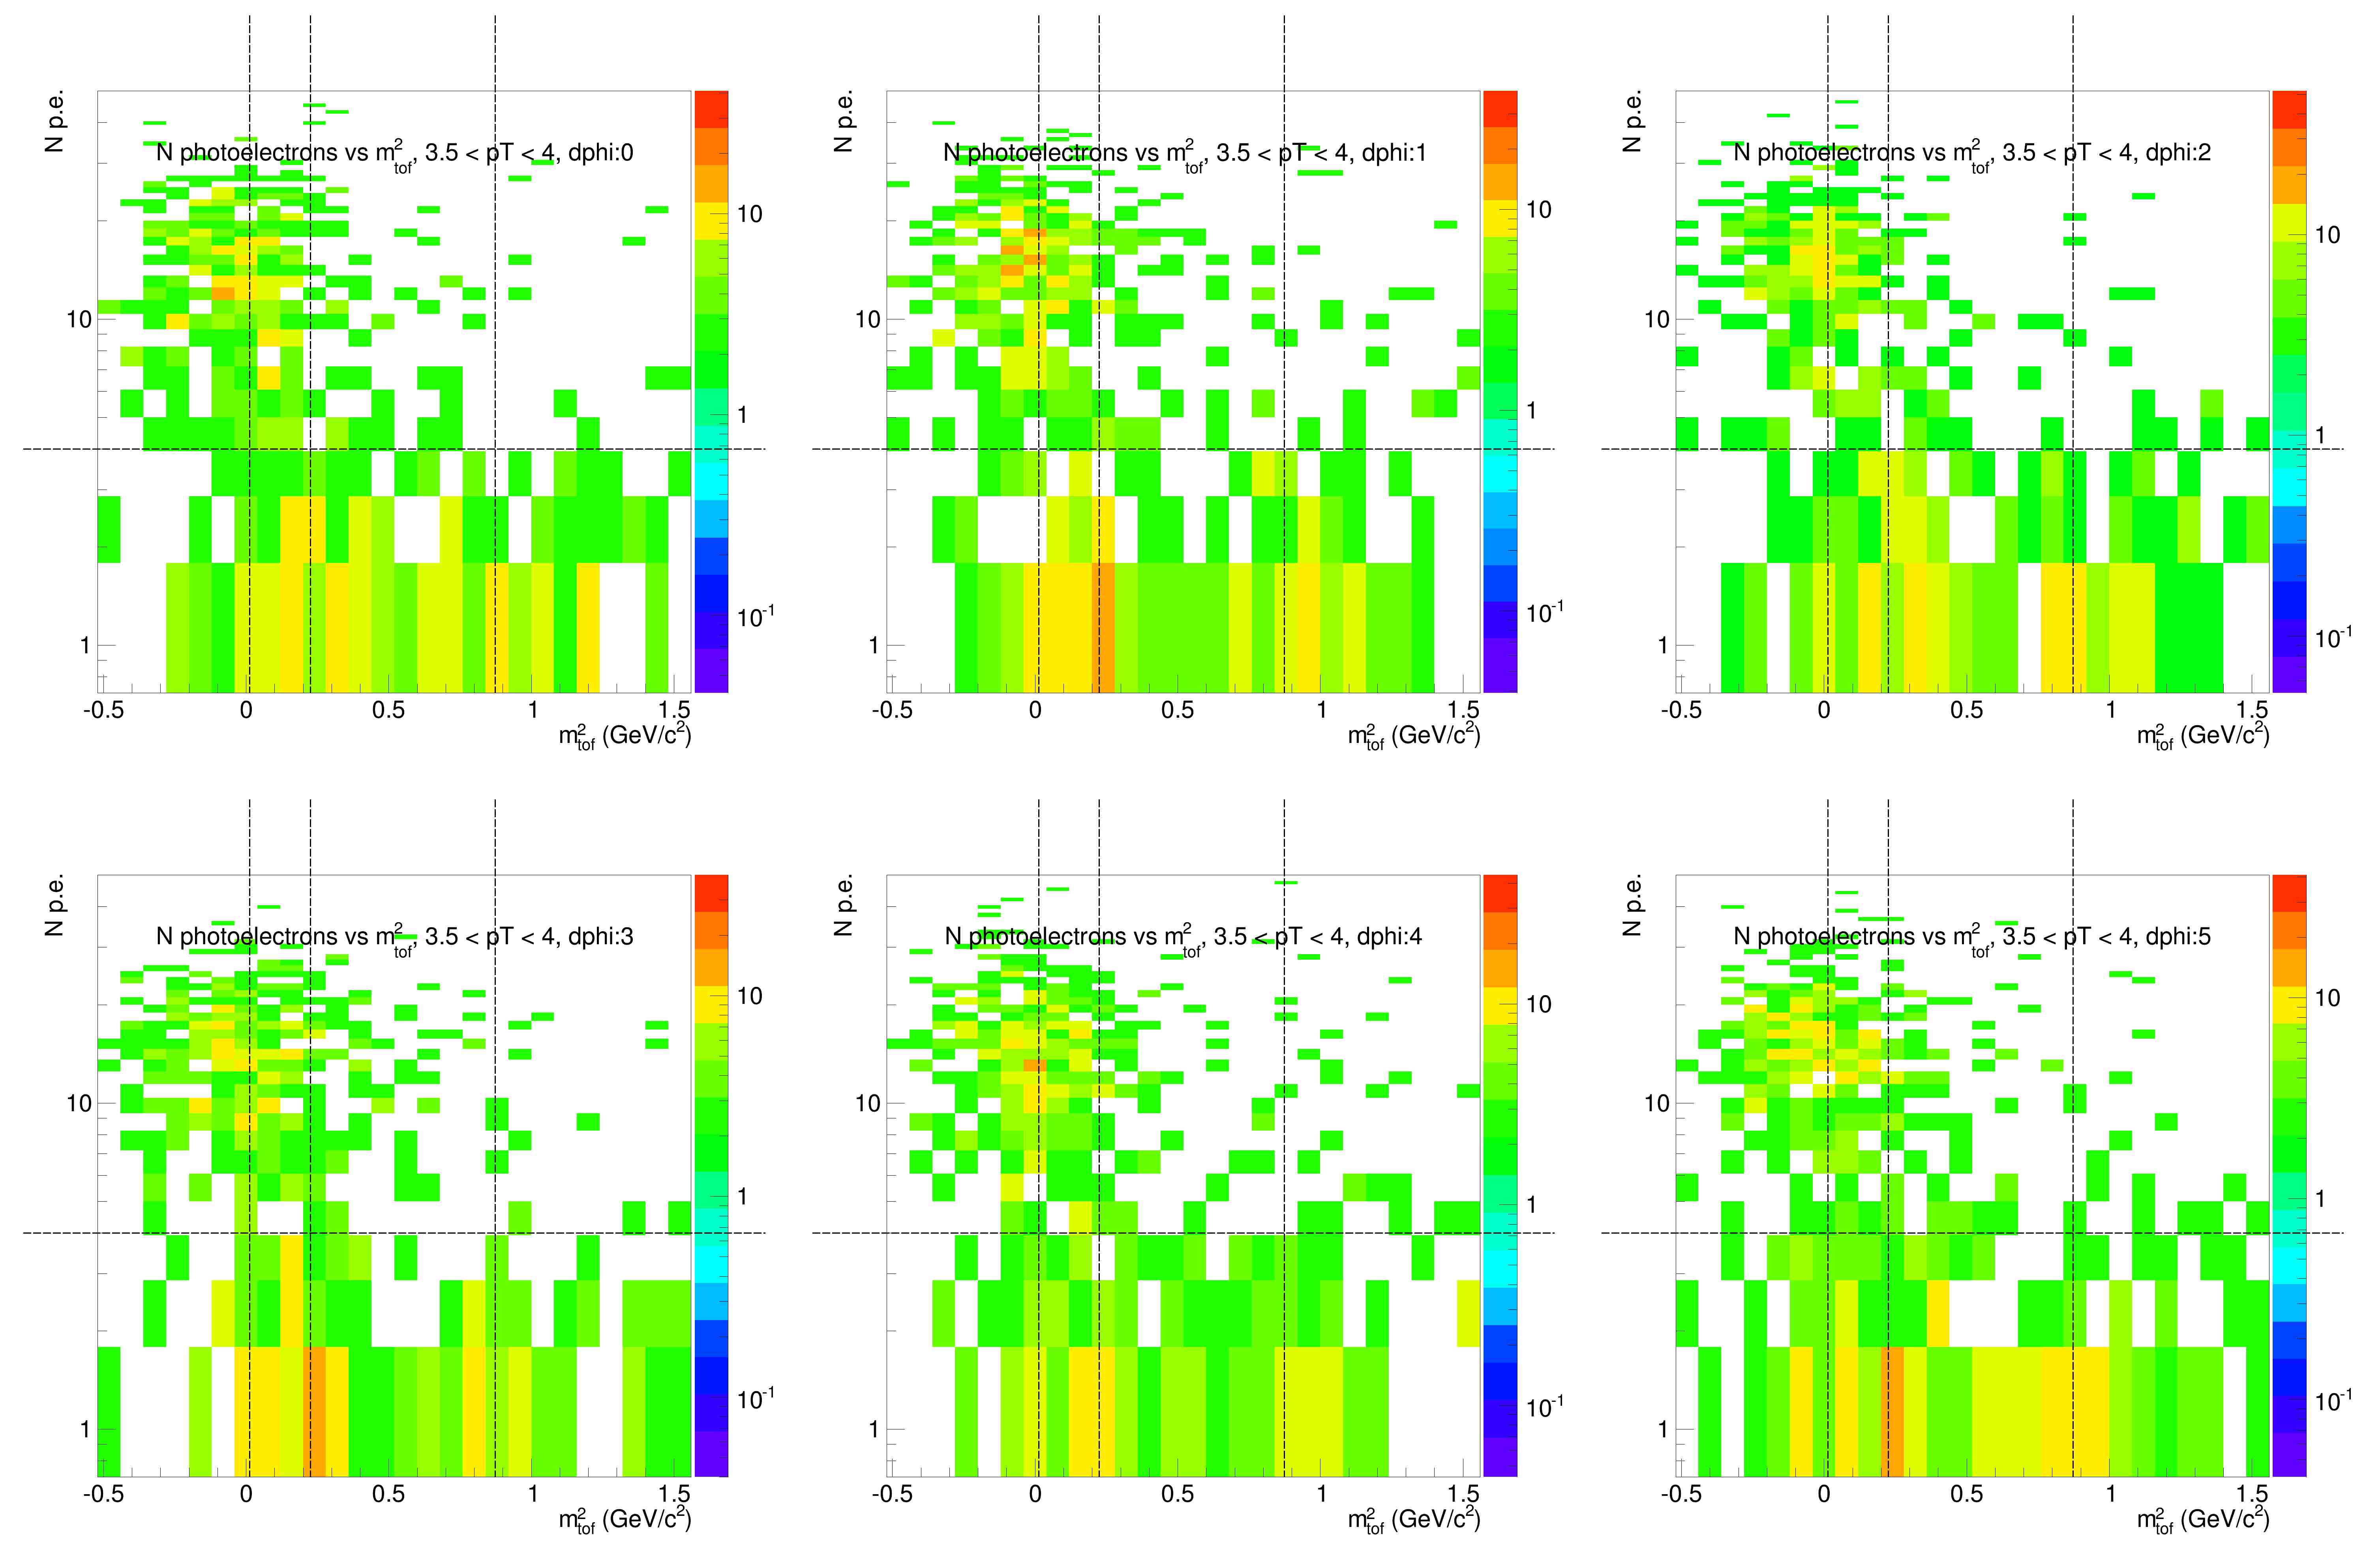 N photoelectrons vs m²tof, 3.5 < pT < 4, dphi:0
N p.e.
10
1
10
1
10⁻¹
-0.5 0 0.5 1 1.5
m²tof (GeV/c²)
N photoelectrons vs m²tof, 3.5 < pT < 4, dphi:1
N p.e.
10
1
10
1
10⁻¹
-0.5 0 0.5 1 1.5
m²tof (GeV/c²)
N photoelectrons vs m²tof, 3.5 < pT < 4, dphi:2
N p.e.
10
1
10
1
10⁻¹
-0.5 0 0.5 1 1.5
m²tof (GeV/c²)
N photoelectrons vs m²tof, 3.5 < pT < 4, dphi:3
N p.e.
10
1
10
1
10⁻¹
-0.5 0 0.5 1 1.5
m²tof (GeV/c²)
N photoelectrons vs m²tof, 3.5 < pT < 4, dphi:4
N p.e.
10
1
10
1
10⁻¹
-0.5 0 0.5 1 1.5
m²tof (GeV/c²)
N photoelectrons vs m²tof, 3.5 < pT < 4, dphi:5
N p.e.
10
1
10
1
10⁻¹
-0.5 0 0.5 1 1.5
m²tof (GeV/c²)